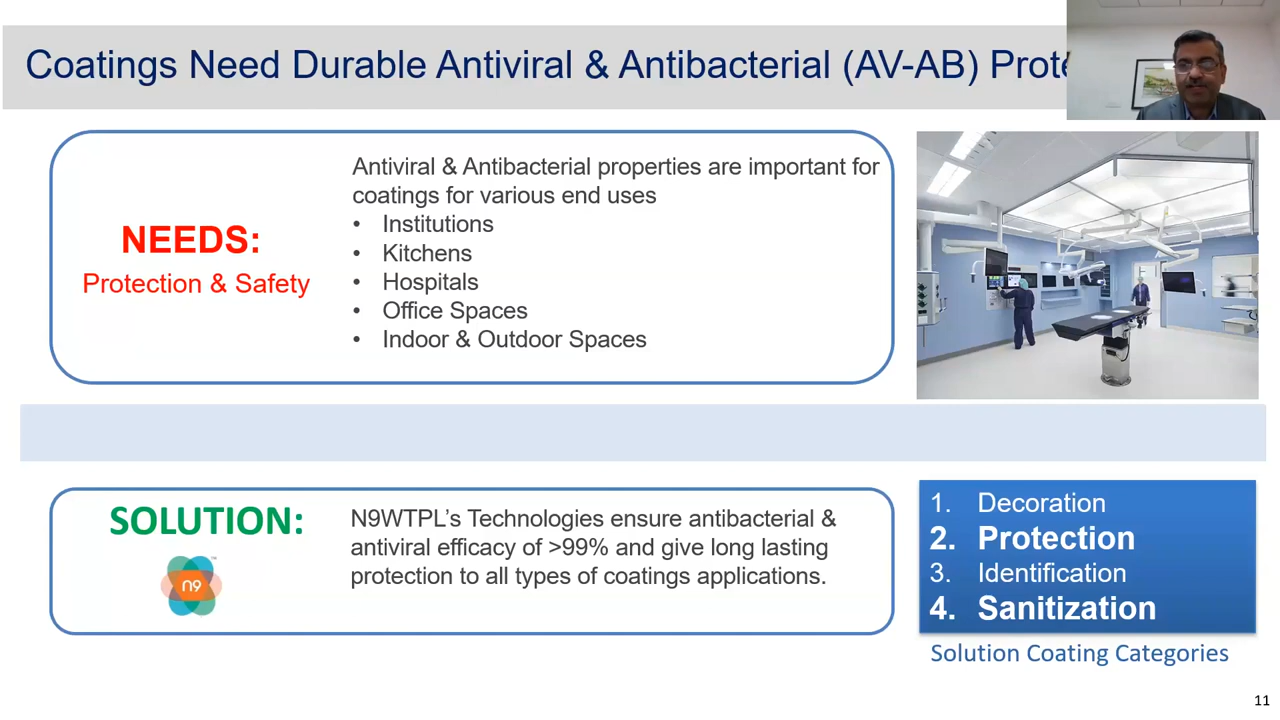 Coatings Need Durable Antiviral & Antibacterial (AV-AB)
NEEDS:
Protection & Safety
Antiviral & Antibacterial properties are important for
coatings for various end uses
• Institutions
• Kitchens
• Hospitals
• Office Spaces
• Indoor & Outdoor Spaces
SOLUTION:
n9
™
N9WTPL’s Technologies ensure antibacterial &
antiviral efficacy of >99% and give long lasting
protection to all types of coatings applications.
1. Decoration
2. Protection
3. Identification
4. Sanitization
Solution Coating Categories
11